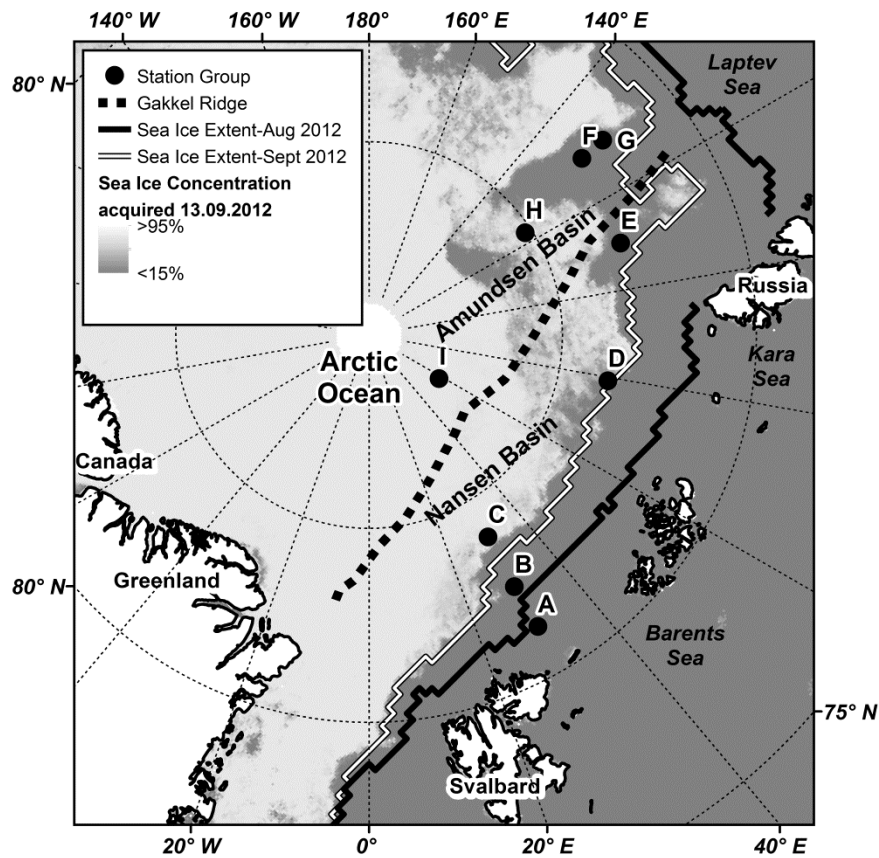 140° W
160° W
180°
160° E
140° E
80° N
Station Group
Gakkel Ridge
Sea Ice Extent-Aug 2012
Sea Ice Extent-Sept 2012
Sea Ice Concentration
acquired 13.09.2012
>95%
<15%
Laptev
Sea
F
G
H
E
Amundsen Basin
Russia
Arctic
Ocean
I
D
Kara
Sea
Nansen Basin
Canada
C
Greenland
B
80° N
A
Barents
Sea
75° N
Svalbard
20° W
0°
20° E
40° E